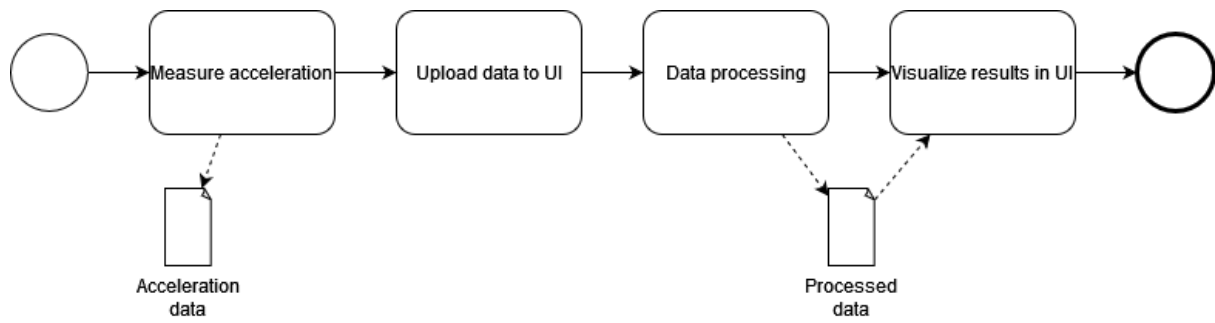 Measure acceleration
Upload data to UI
Data processing
Visualize results in UI
Acceleration
data
Processed
data